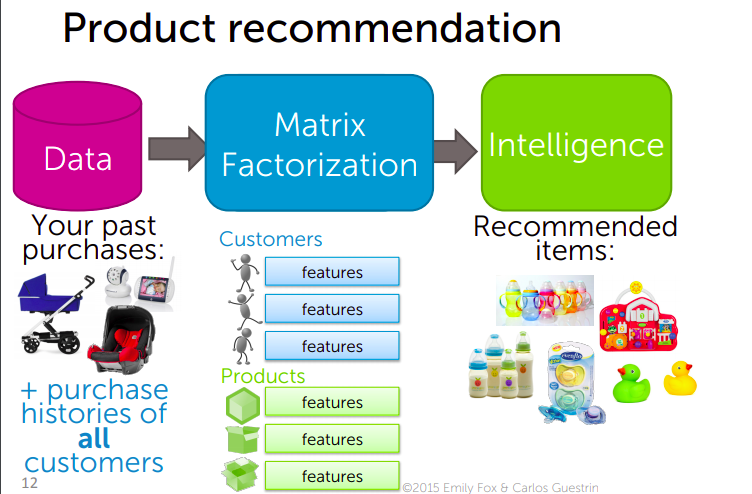 Product recommendation
Data
Matrix
Factorization
Intelligence
Your past
purchases:
+ purchase
histories of
all
customers
Customers
features
features
features
Products
features
features
features
Recommended
items:
12
©2015 Emily Fox & Carlos Guestrin